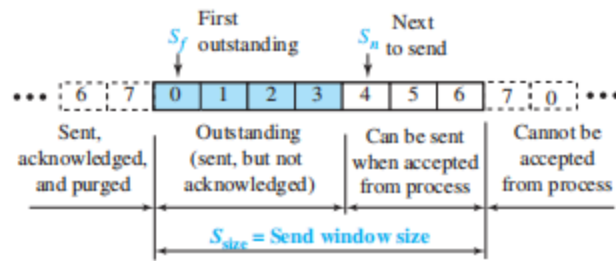 First
outstanding
Sf
Next
to send
Sn
••• 6 7 0 1 2 3 4 5 6 7 0 •••
Sent,
acknowledged,
and purged
Outstanding
(sent, but not
acknowledged)
Can be sent
when accepted
from process
Cannot be
accepted
from process
Ssize = Send window size